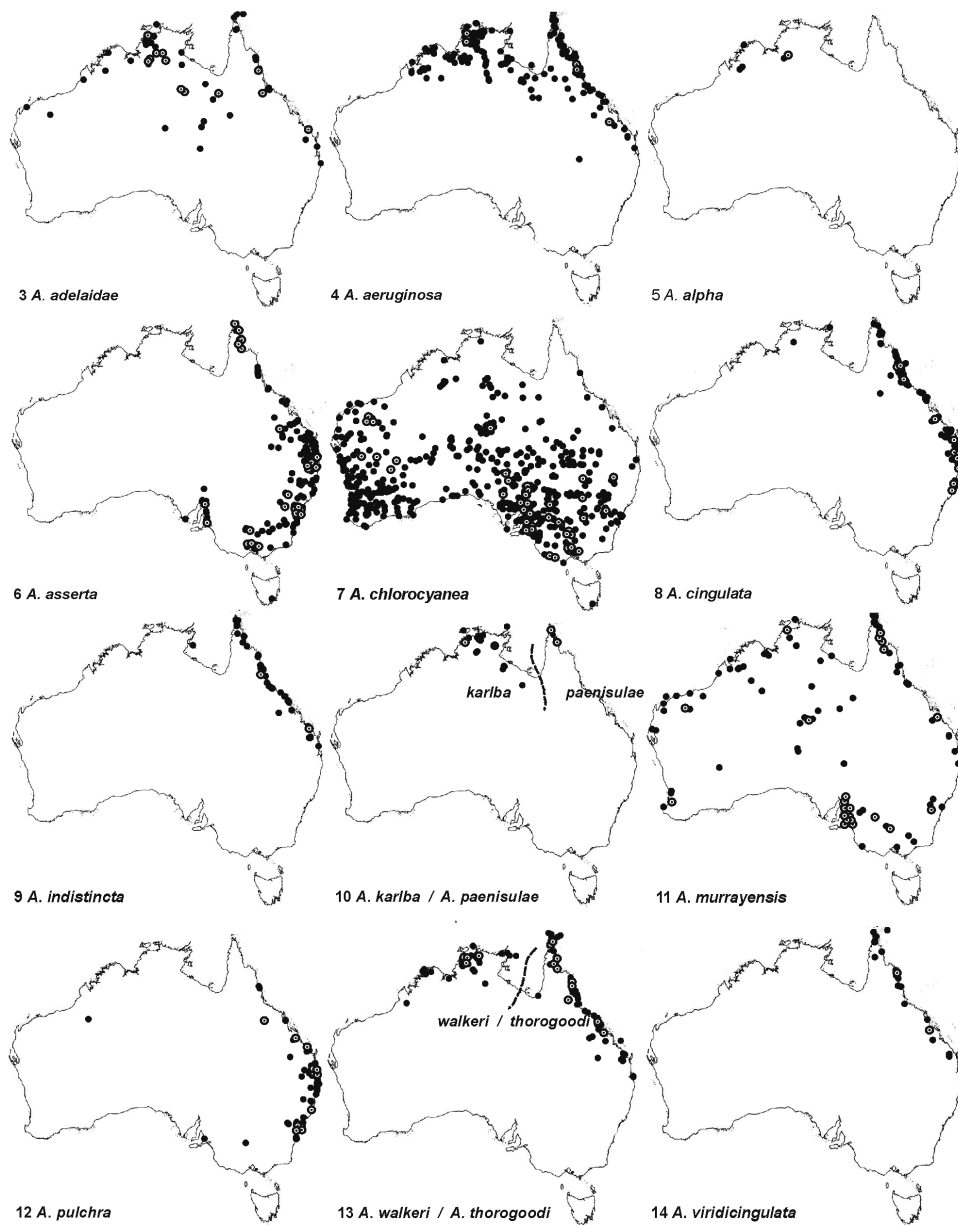 3 A. adelaidae
4 A. aeruginosa
5 A. alpha
6 A. asserta
7 A. chlorocyanea
8 A. cingulata
karlba
paenisulae
9 A. indistincta
10 A. karlba / A. paenisulae
11 A. murrayensis
walkeri / thorogoodi
12 A. pulchra
13 A. walkeri / A. thorogoodi
14 A. viridicingulata